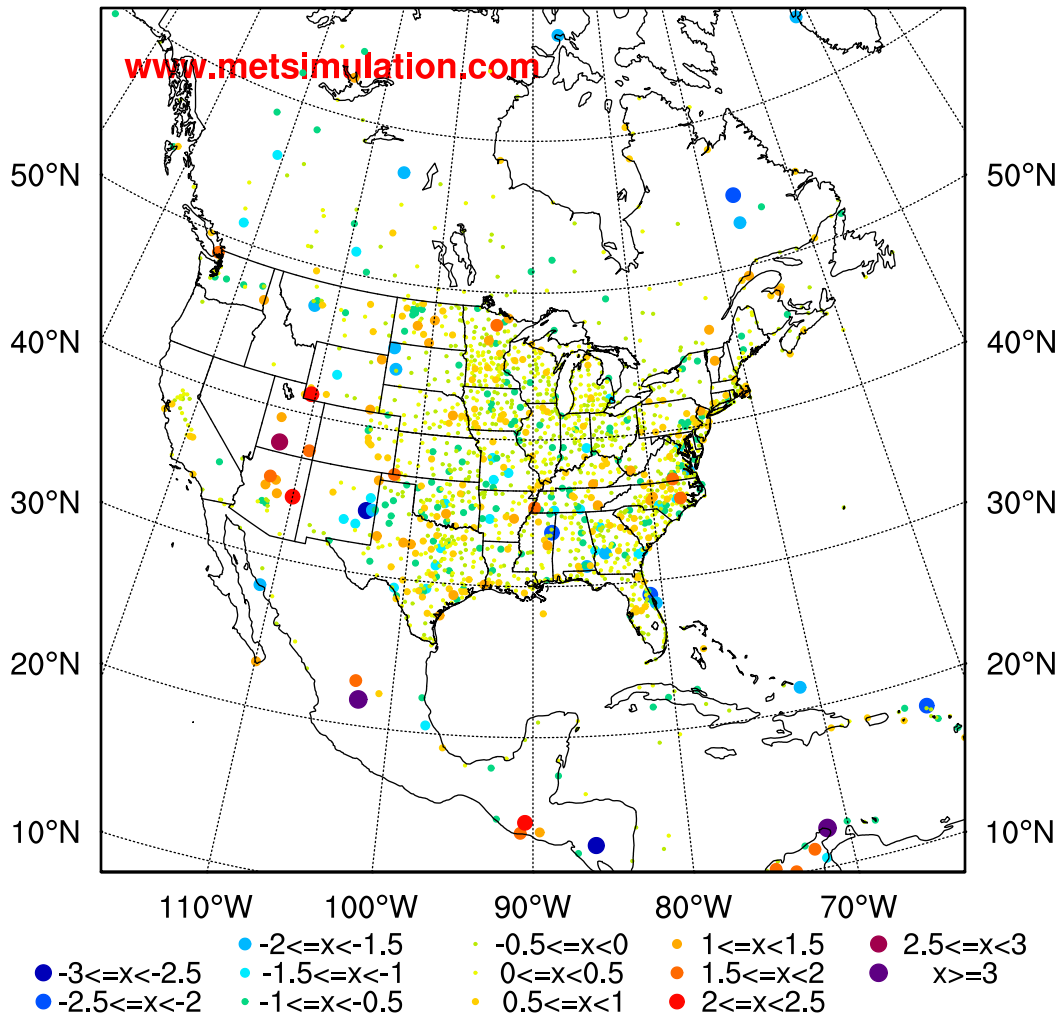 www.metsimulation.com
50°N 50°N
40°N 40°N
30°N 30°N
20°N 20°N
10°N 10°N
110°W 100°W 90°W 80°W 70°W
-2<=x<-1.5 -0.5<=x<0 1<=x<1.5 2.5<=x<3
-3<=x<-2.5 -1.5<=x<-1 0<=x<0.5 1.5<=x<2 x>=3
-2.5<=x<-2 -1<=x<-0.5 0.5<=x<1 2<=x<2.5